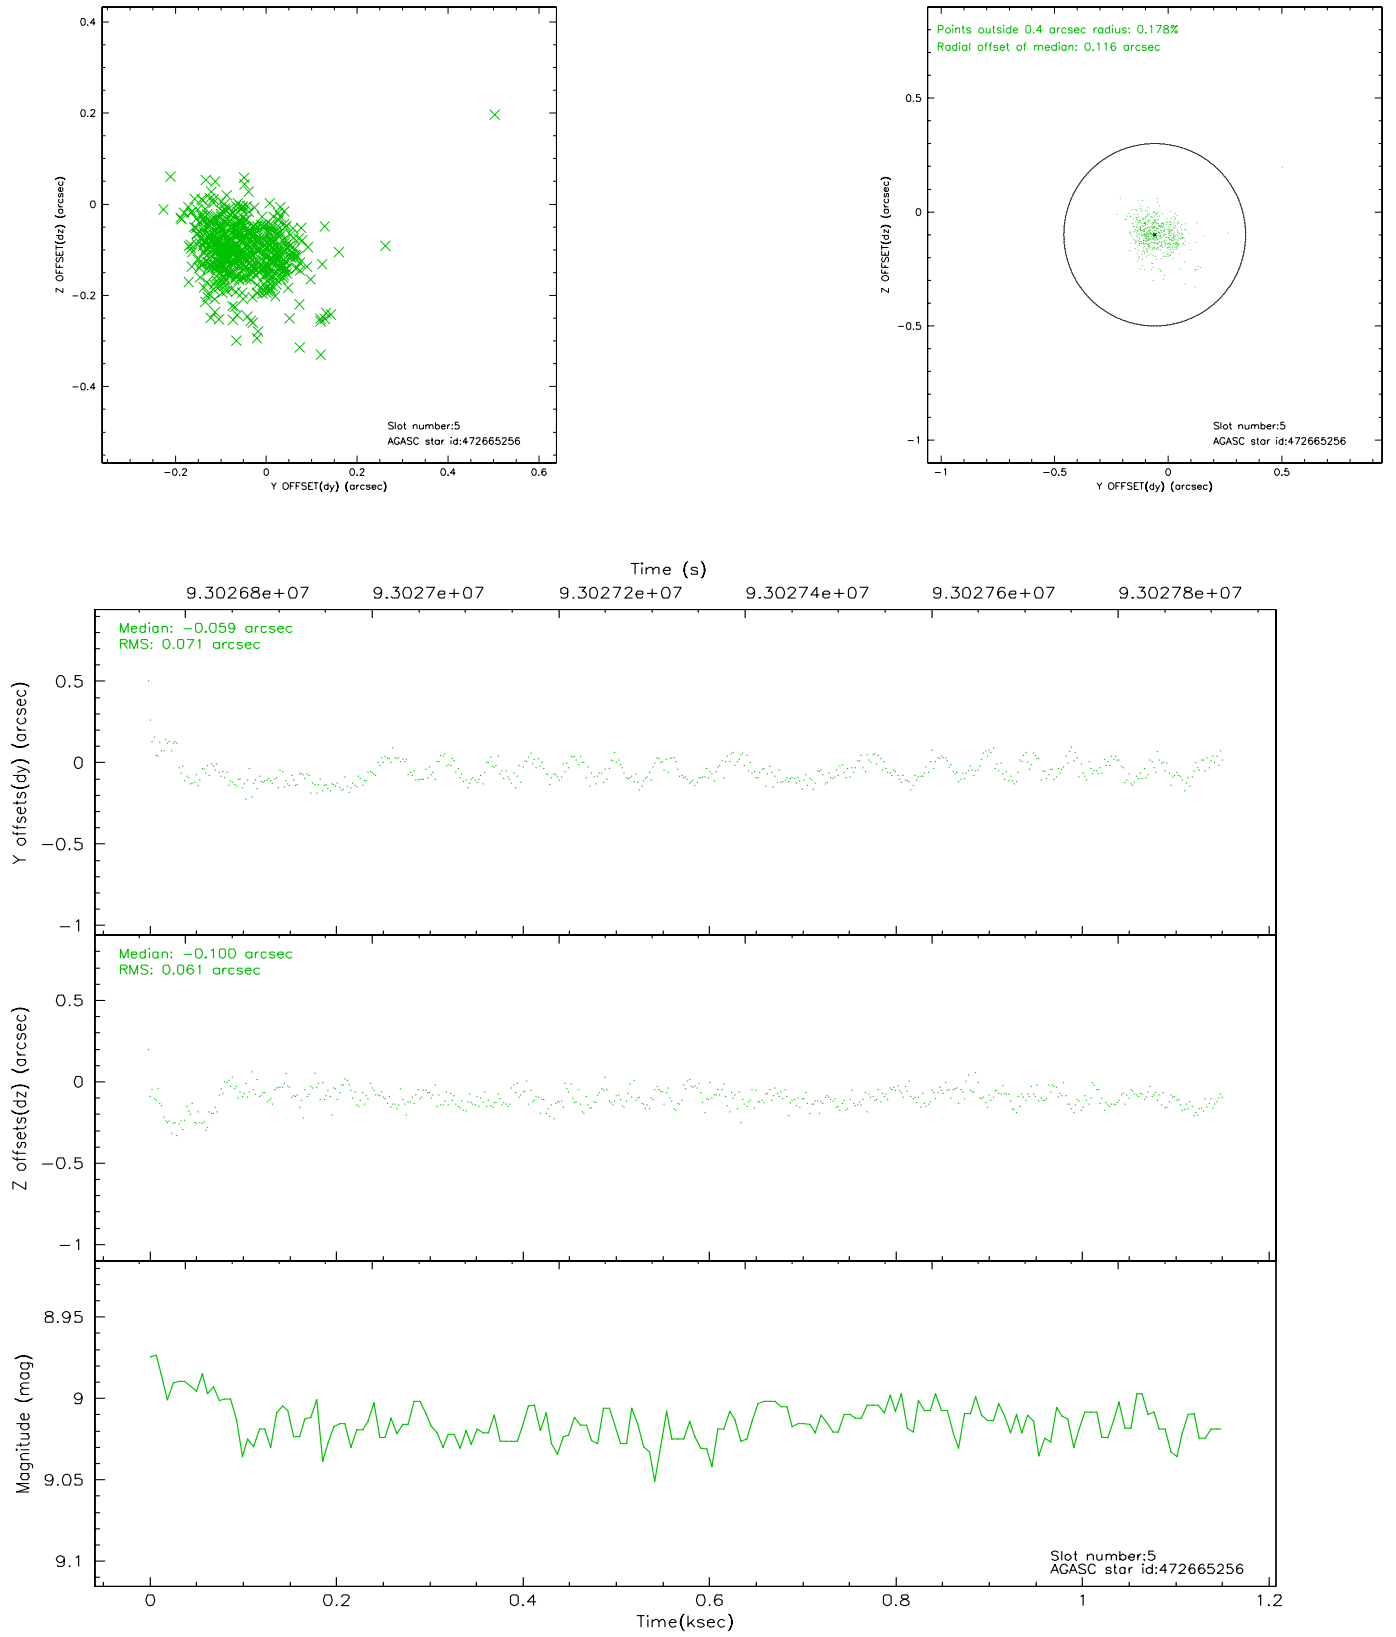 0.4
0.2
0
−0.2
−0.4
Z OFFSET(dz) (arcsec)
Slot number:5
AGASC star id:472665256
−0.2 0 0.2 0.4 0.6
Y OFFSET(dy) (arcsec)
Points outside 0.4 arcsec radius: 0.178%
Radial offset of median: 0.116 arcsec
0.5
0
−0.5
−1
Z OFFSET(dz) (arcsec)
Slot number:5
AGASC star id:472665256
−1 −0.5 0 0.5
Y OFFSET(dy) (arcsec)
Time (s)
9.30268e+07 9.3027e+07 9.30272e+07 9.30274e+07 9.30276e+07 9.30278e+07
Median: −0.059 arcsec
RMS: 0.071 arcsec
0.5
0
−0.5
−1
Y offsets(dy) (arcsec)
Median: −0.100 arcsec
RMS: 0.061 arcsec
0.5
0
−0.5
−1
Z offsets(dz) (arcsec)
8.95
9
9.05
9.1
Magnitude (mag)
Slot number:5
AGASC star id:472665256
0 0.2 0.4 0.6 0.8 1 1.2
Time(ksec)